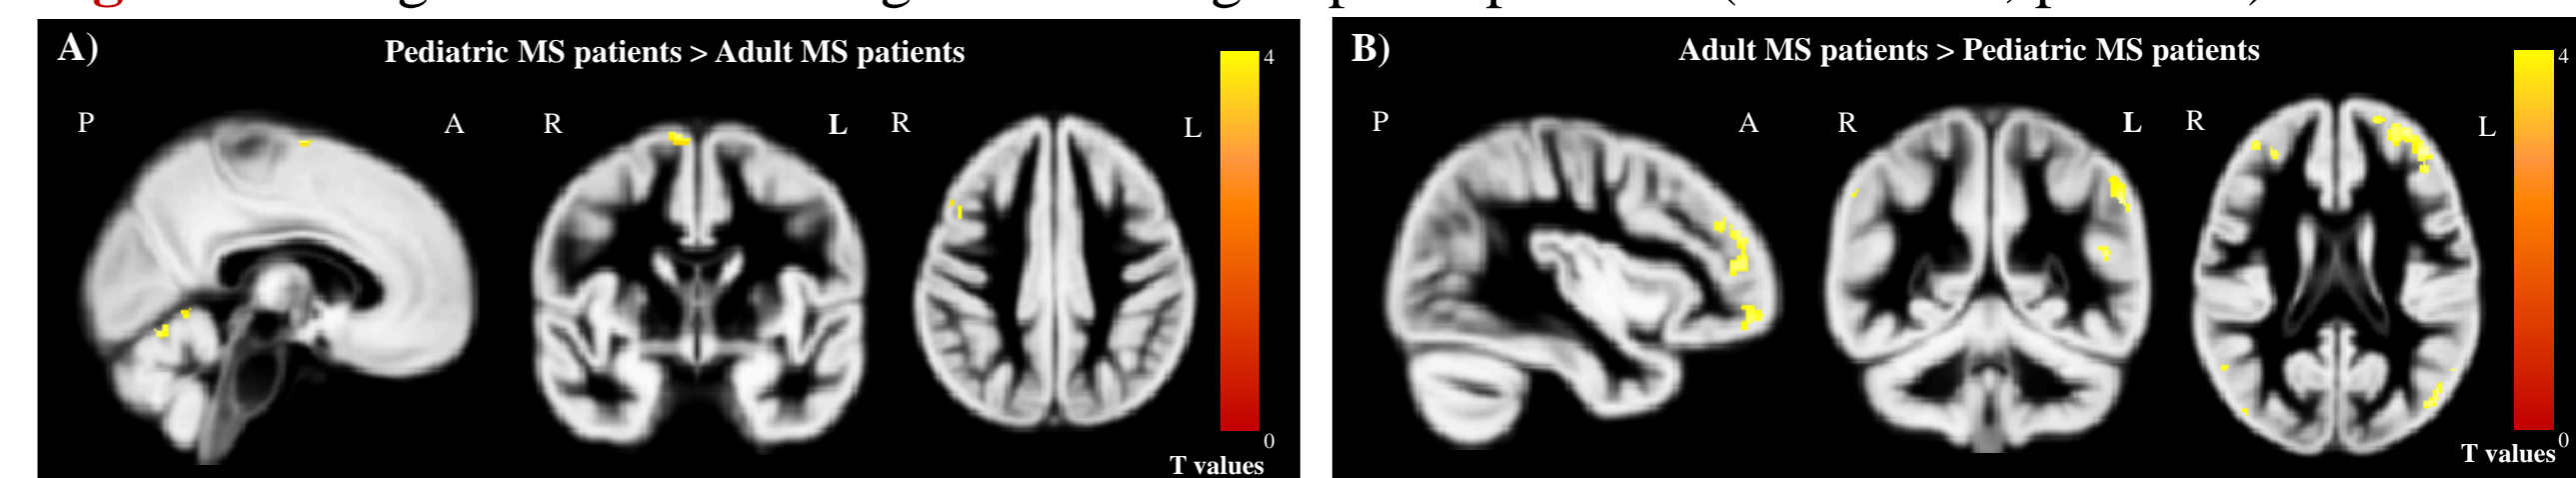 A)
Pediatric MS patients > Adult MS patients
4
P A R L R L
0
T values
B)
Adult MS patients > Pediatric MS patients
4
P A R L R L
0
T values